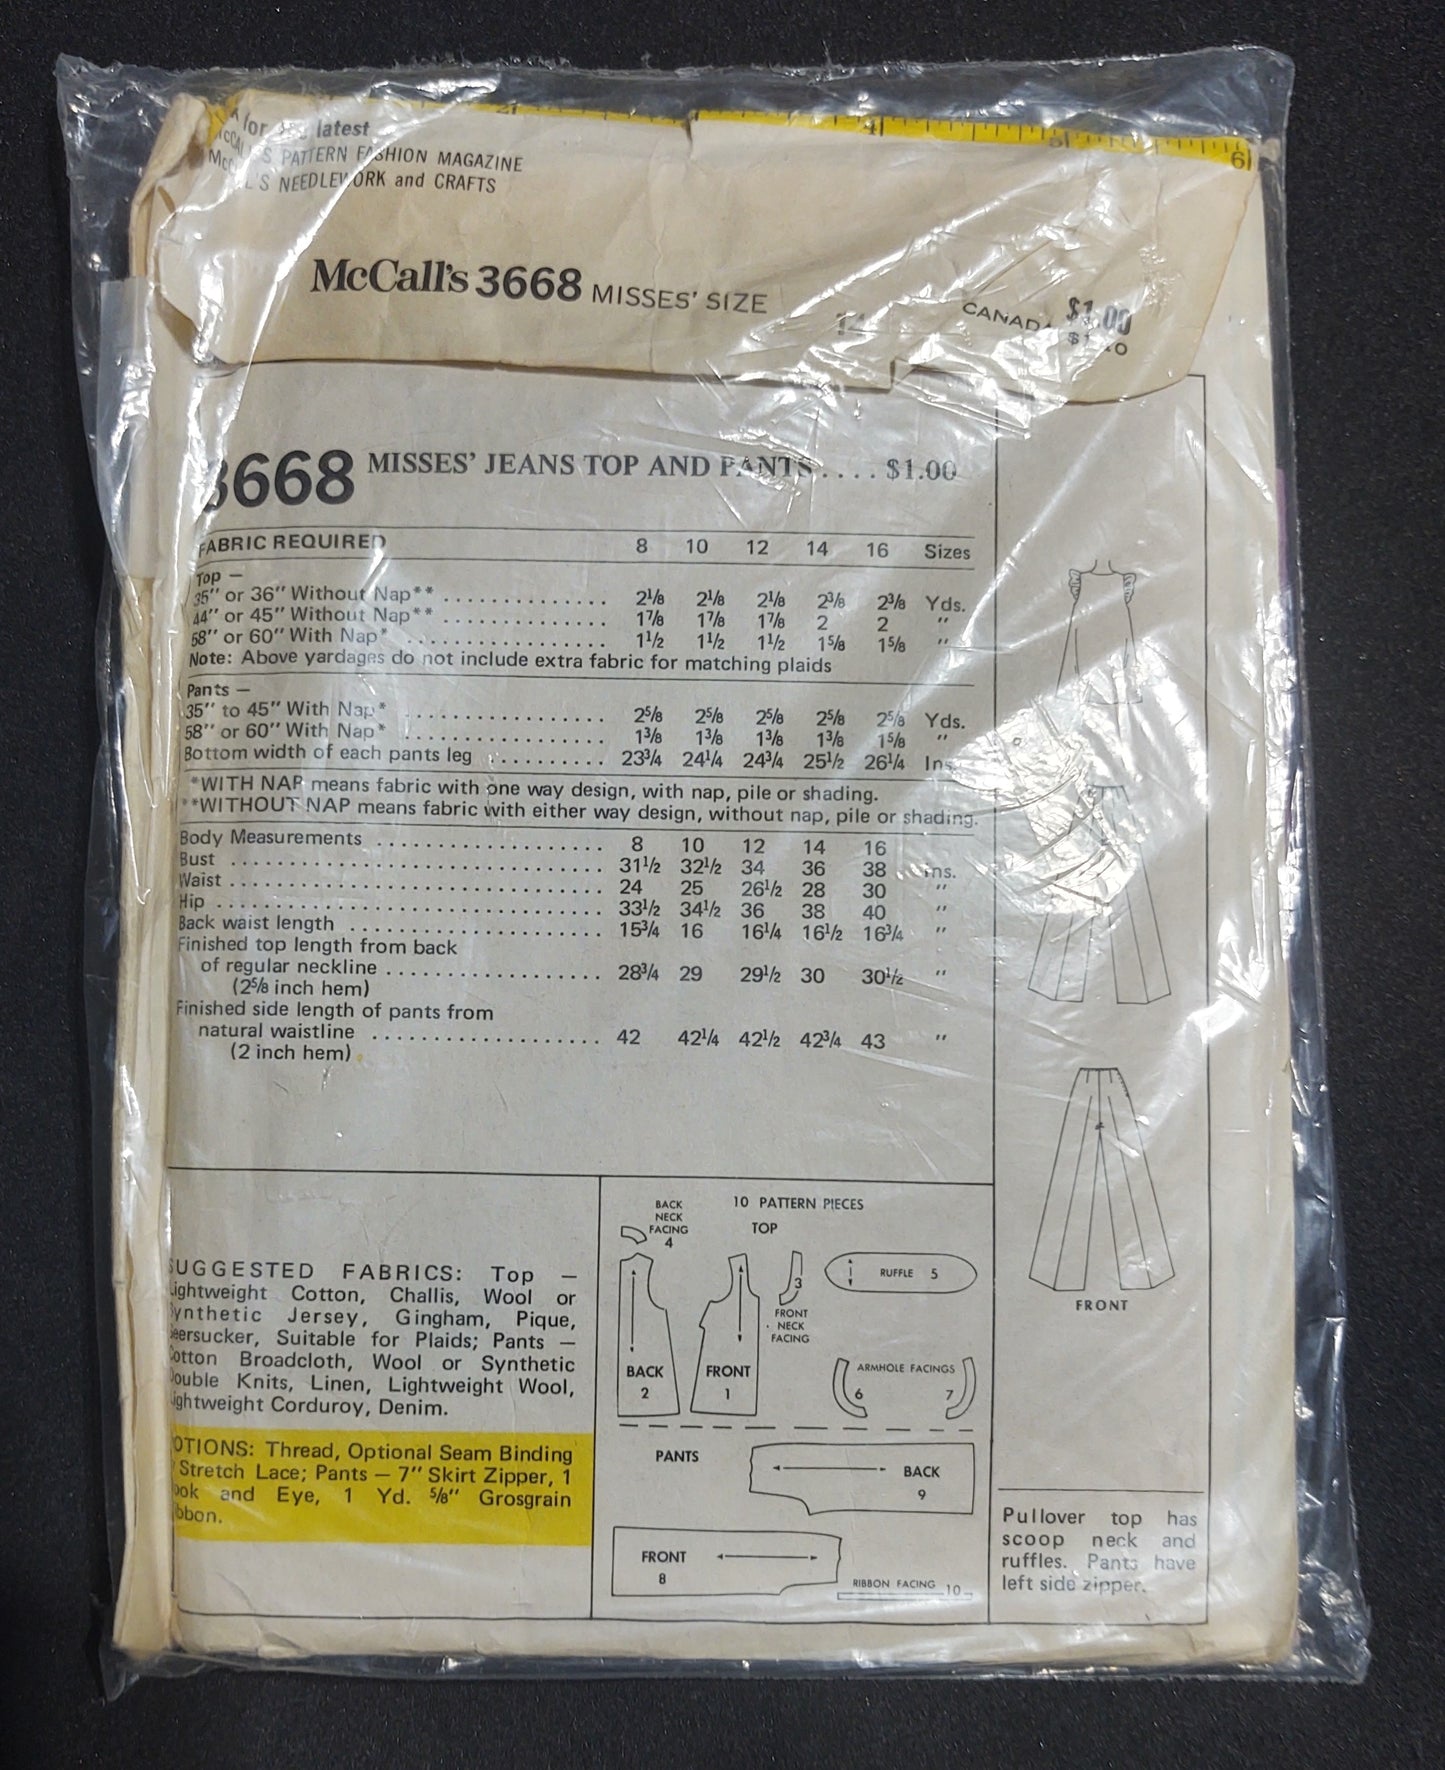 for the latest
McCALL'S PATTERN FASHION MAGAZINE
McCALL'S NEEDLEWORK and CRAFTS
2
4
5
6
McCall's 3668 MISSES' SIZE 14
CANADA $1.00
3668 MISSES' JEANS TOP AND PANTS.... $1.00
FABRIC REQUIRED 8 10 12 14 16 Sizes
Top —
35" or 36" Without Nap** .............. 2⅛ 2⅛ 2⅛ 2⅜ 2⅜ Yds.
44" or 45" Without Nap** .............. 1⅞ 1⅞ 1⅞ 2 2 "
58" or 60" With Nap* .............. 1½ 1½ 1½ 1⅝ 1⅝ "
Note: Above yardages do not include extra fabric for matching plaids
Pants —
35" to 45" With Nap* .............. 2⅝ 2⅝ 2⅝ 2⅝ 2⅝ Yds.
58" or 60" With Nap* .............. 1⅜ 1⅜ 1⅜ 1⅜ 1⅝ "
Bottom width of each pants leg .......... 23¾ 24¼ 24¾ 25½ 26¼ Ins.
*WITH NAP means fabric with one way design, with nap, pile or shading.
**WITHOUT NAP means fabric with either way design, without nap, pile or shading.
Body Measurements .................... 8 10 12 14 16
Bust ................................ 31½ 32½ 34 36 38 Ins.
Waist ................................ 24 25 26½ 28 30 "
Hip ................................ 33½ 34½ 36 38 40 "
Back waist length ...................... 15¾ 16 16¼ 16½ 16¾ "
Finished top length from back
of regular neckline .................. 28¾ 29 29½ 30 30½ "
(2⅝ inch hem)
Finished side length of pants from
natural waistline .................... 42 42¼ 42½ 42¾ 43 "
(2 inch hem)
FRONT
SUGGESTED FABRICS: Top —
Lightweight Cotton, Challis, Wool or
Synthetic Jersey, Gingham, Pique,
Seersucker, Suitable for Plaids; Pants —
Cotton Broadcloth, Wool or Synthetic
Double Knits, Linen, Lightweight Wool,
Lightweight Corduroy, Denim.
NOTIONS: Thread, Optional Seam Binding
or Stretch Lace; Pants — 7" Skirt Zipper, 1
Hook and Eye, 1 Yd. ⅝" Grosgrain
Ribbon.
10 PATTERN PIECES
TOP
BACK
NECK
FACING
4
BACK
2
FRONT
1
3
FRONT
NECK
FACING
RUFFLE 5
ARMHOLE FACINGS
6 7
PANTS
BACK
9
FRONT
8
RIBBON FACING 10
Pullover top has
scoop neck and
ruffles. Pants have
left side zipper.